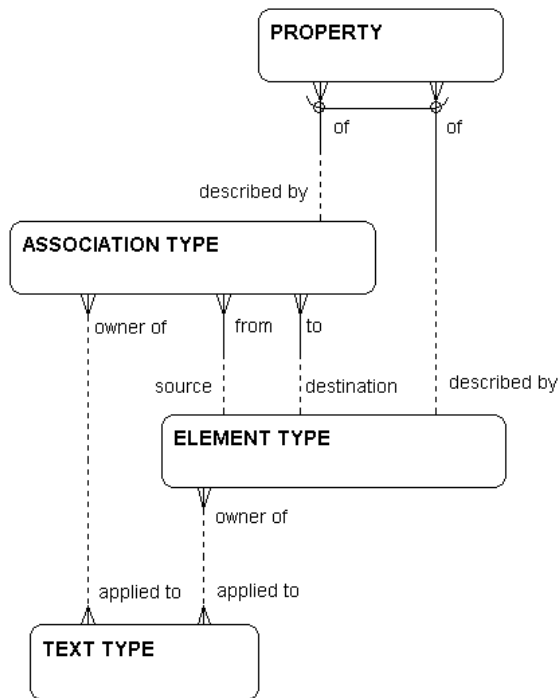 PROPERTY
of of
described by
ASSOCIATION TYPE
owner of from to
source destination described by
ELEMENT TYPE
owner of
applied to applied to
TEXT TYPE